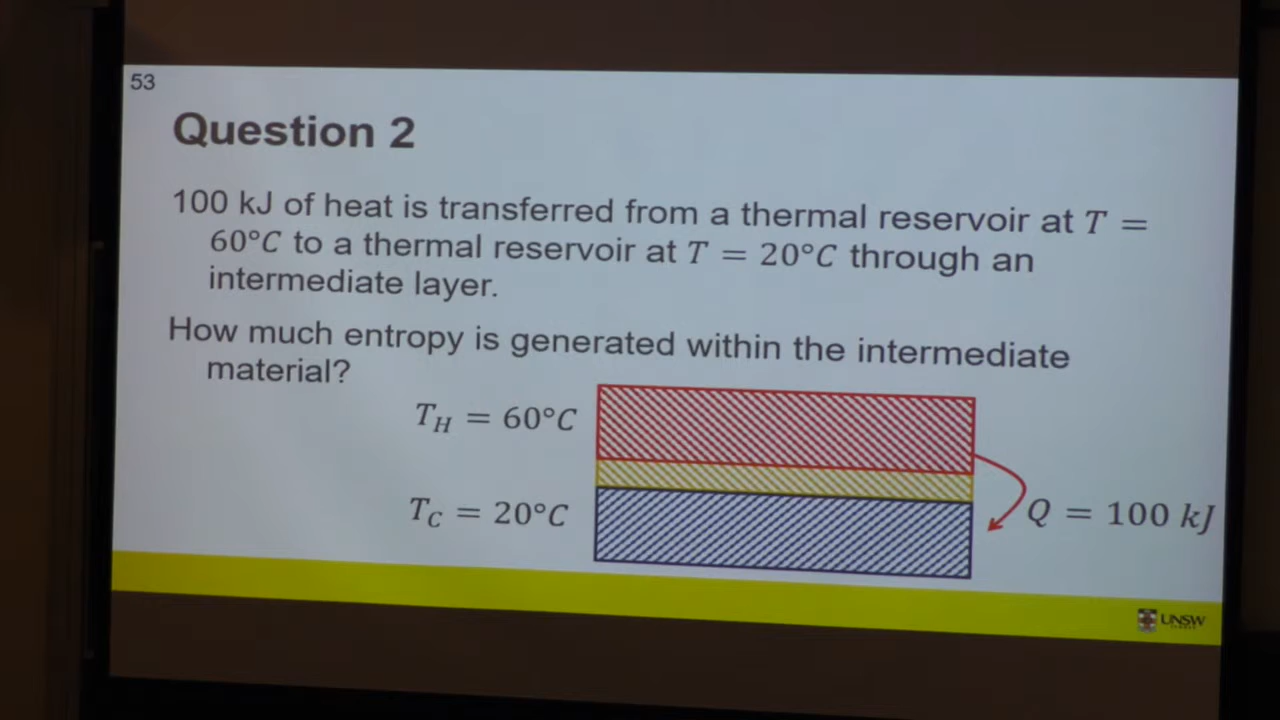 53
Question 2
100 kJ of heat is transferred from a thermal reservoir at T =
60°C to a thermal reservoir at T = 20°C through an
intermediate layer.
How much entropy is generated within the intermediate
material?
T_H = 60°C
T_C = 20°C
Q = 100 kJ
UNSW